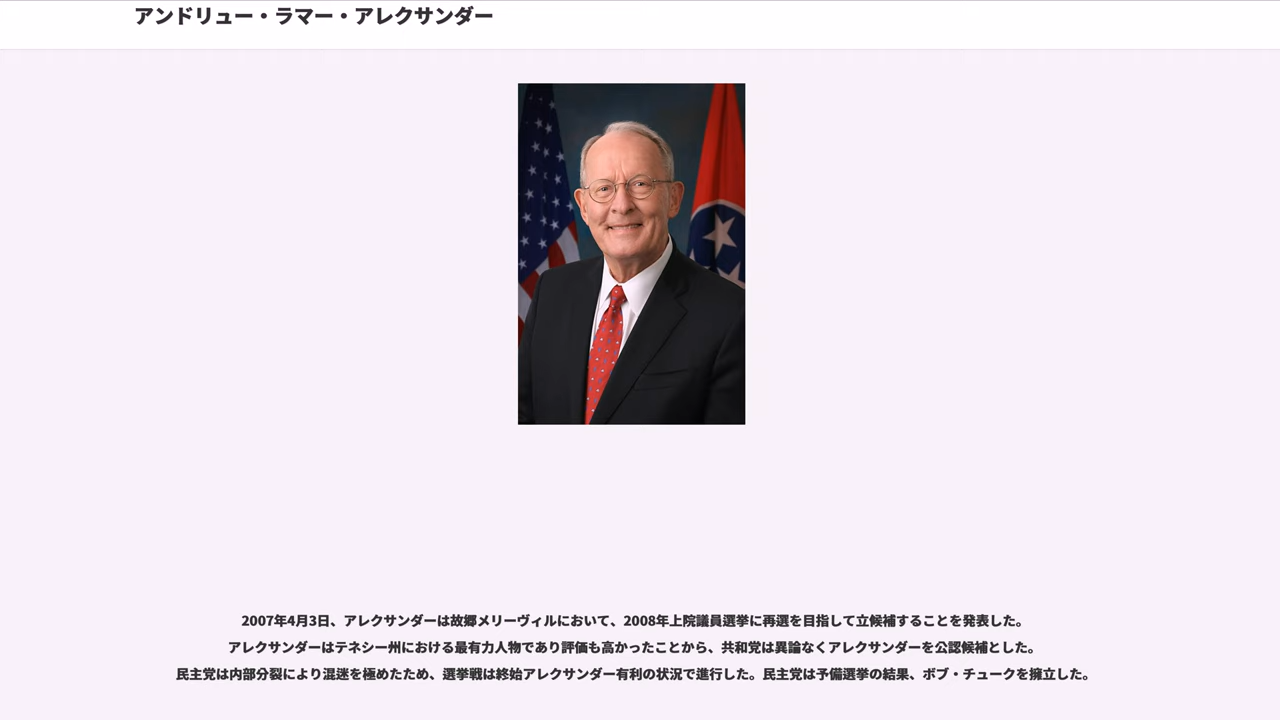 アンドリュー・ラマー・アレクサンダー
2007年4月3日、アレクサンダーは故郷メリーヴィルにおいて、2008年上院議員選挙に再選を目指して立候補することを発表した。
アレクサンダーはテネシー州における最有力人物であり評価も高かったことから、共和党は異論なくアレクサンダーを公認候補とした。
民主党は内部分裂により混迷を極めたため、選挙戦は終始アレクサンダー有利の状況で進行した。民主党は予備選挙の結果、ボブ・チュークを擁立した。